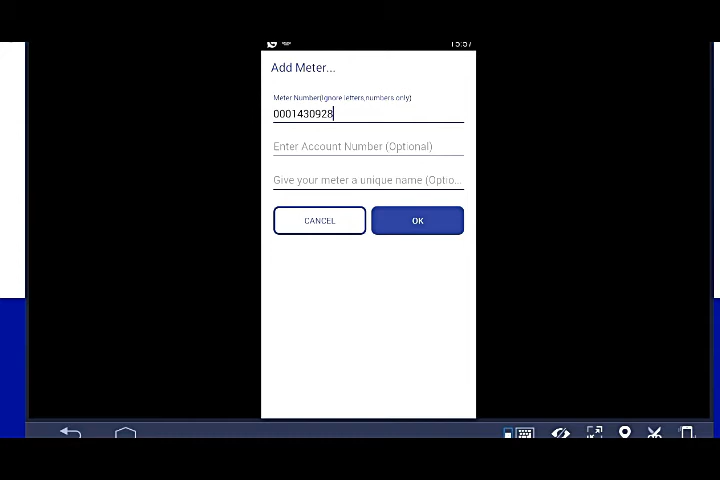 15:57
Add Meter...
Meter Number(Ignore letters,numbers only)
0001430928
Enter Account Number (Optional)
Give your meter a unique name (Optio...
CANCEL
OK